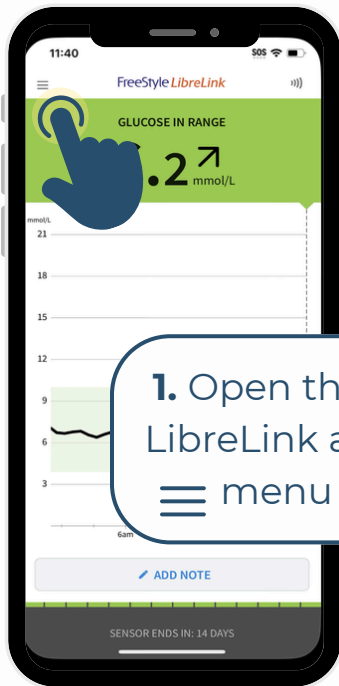 11:40 SOS
FreeStyle LibreLink
GLUCOSE IN RANGE
.2 mmol/L
mmol/L
21
18
15
12
9
6
3
6am
1. Open
LibreLink
menu
ADD NOTE
SENSOR ENDS IN: 14 DAYS